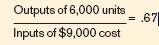 Outputs of 6,000 units
Inputs of $9,000 cost
= .67